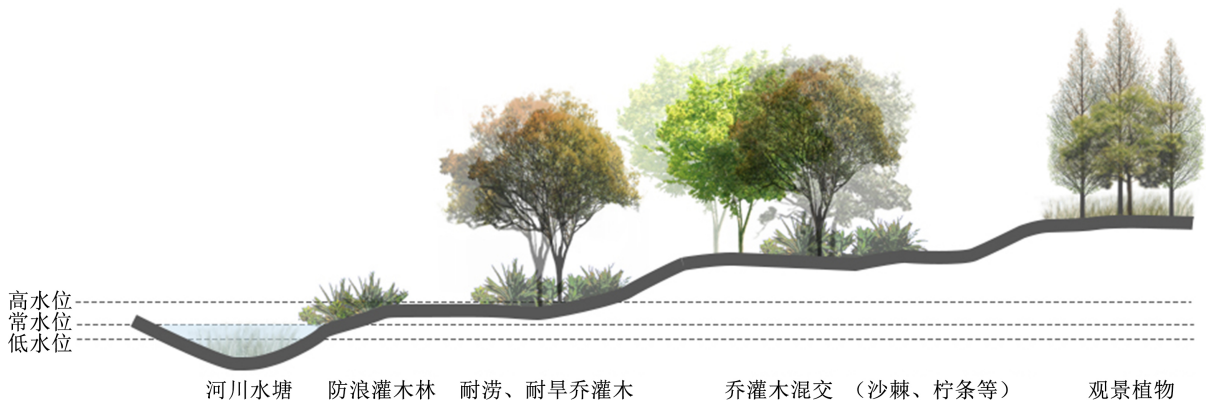 高水位
常水位
低水位
河川水塘 防浪灌木林 耐涝、耐旱乔灌木 乔灌木混交 （沙棘、柠条等） 观景植物